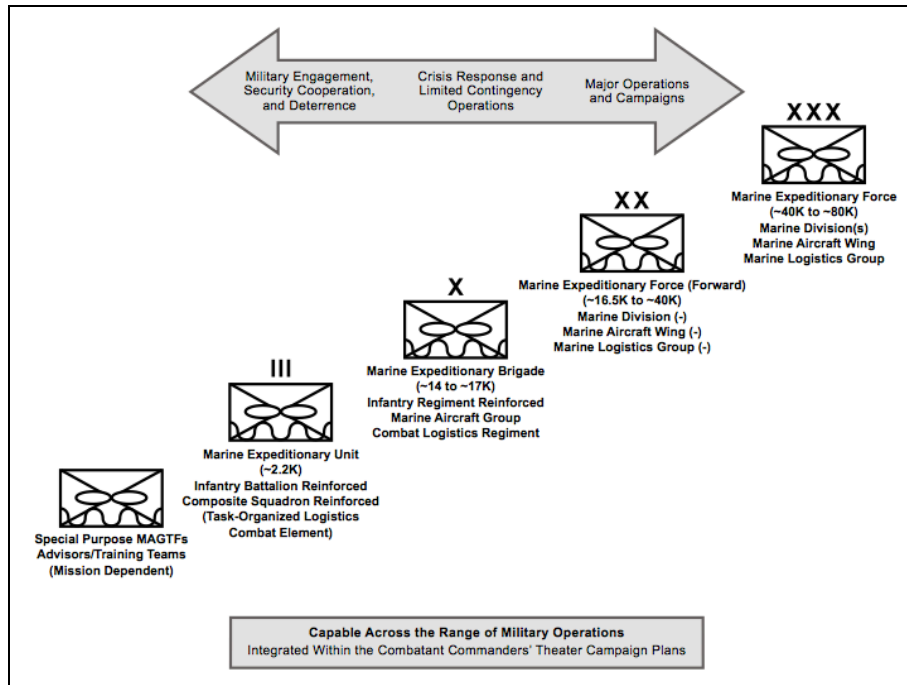 Military Engagement,
Security Cooperation,
and Deterrence
Crisis Response and
Limited Contingency
Operations
Major Operations
and Campaigns
XXX
Marine Expeditionary Force
(~40K to ~80K)
Marine Division(s)
Marine Aircraft Wing
Marine Logistics Group
XX
Marine Expeditionary Force (Forward)
(~16.5K to ~40K)
Marine Division (-)
Marine Aircraft Wing (-)
Marine Logistics Group (-)
X
Marine Expeditionary Brigade
(~14 to ~17K)
Infantry Regiment Reinforced
Marine Aircraft Group
Combat Logistics Regiment
III
Marine Expeditionary Unit
(~2.2K)
Infantry Battalion Reinforced
Composite Squadron Reinforced
(Task-Organized Logistics
Combat Element)
Special Purpose MAGTFs
Advisors/Training Teams
(Mission Dependent)
Capable Across the Range of Military Operations
Integrated Within the Combatant Commanders' Theater Campaign Plans